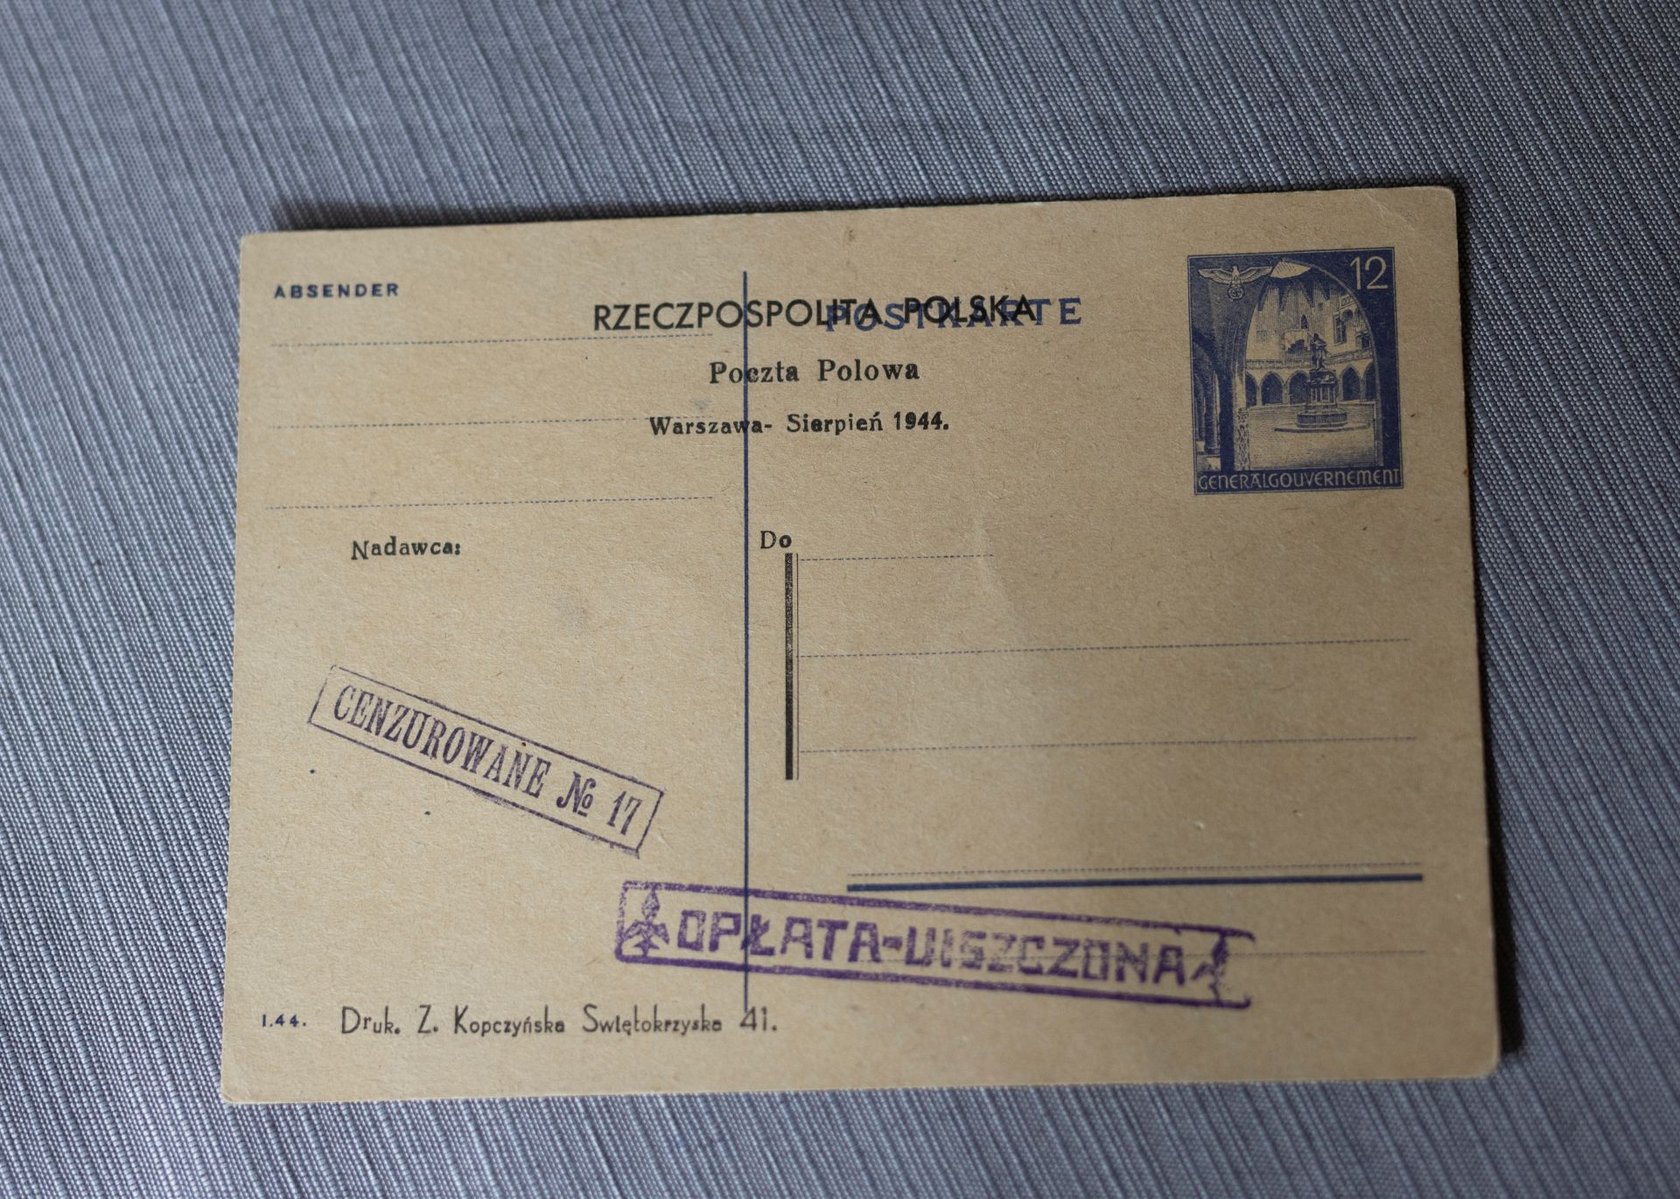 ABSENDER
12
RZECZPOSPOLITA POLSKA
POSTKARTE
Poczta Polowa
Warszawa- Sierpień 1944.
GENERALGOUVERNEMENT
Nadawca:
Do
CENZUROWANE № 17
OPŁATA-UISZCZONA
1.44. Druk. Z. Kopczyńska Swiętokrzyska 41.